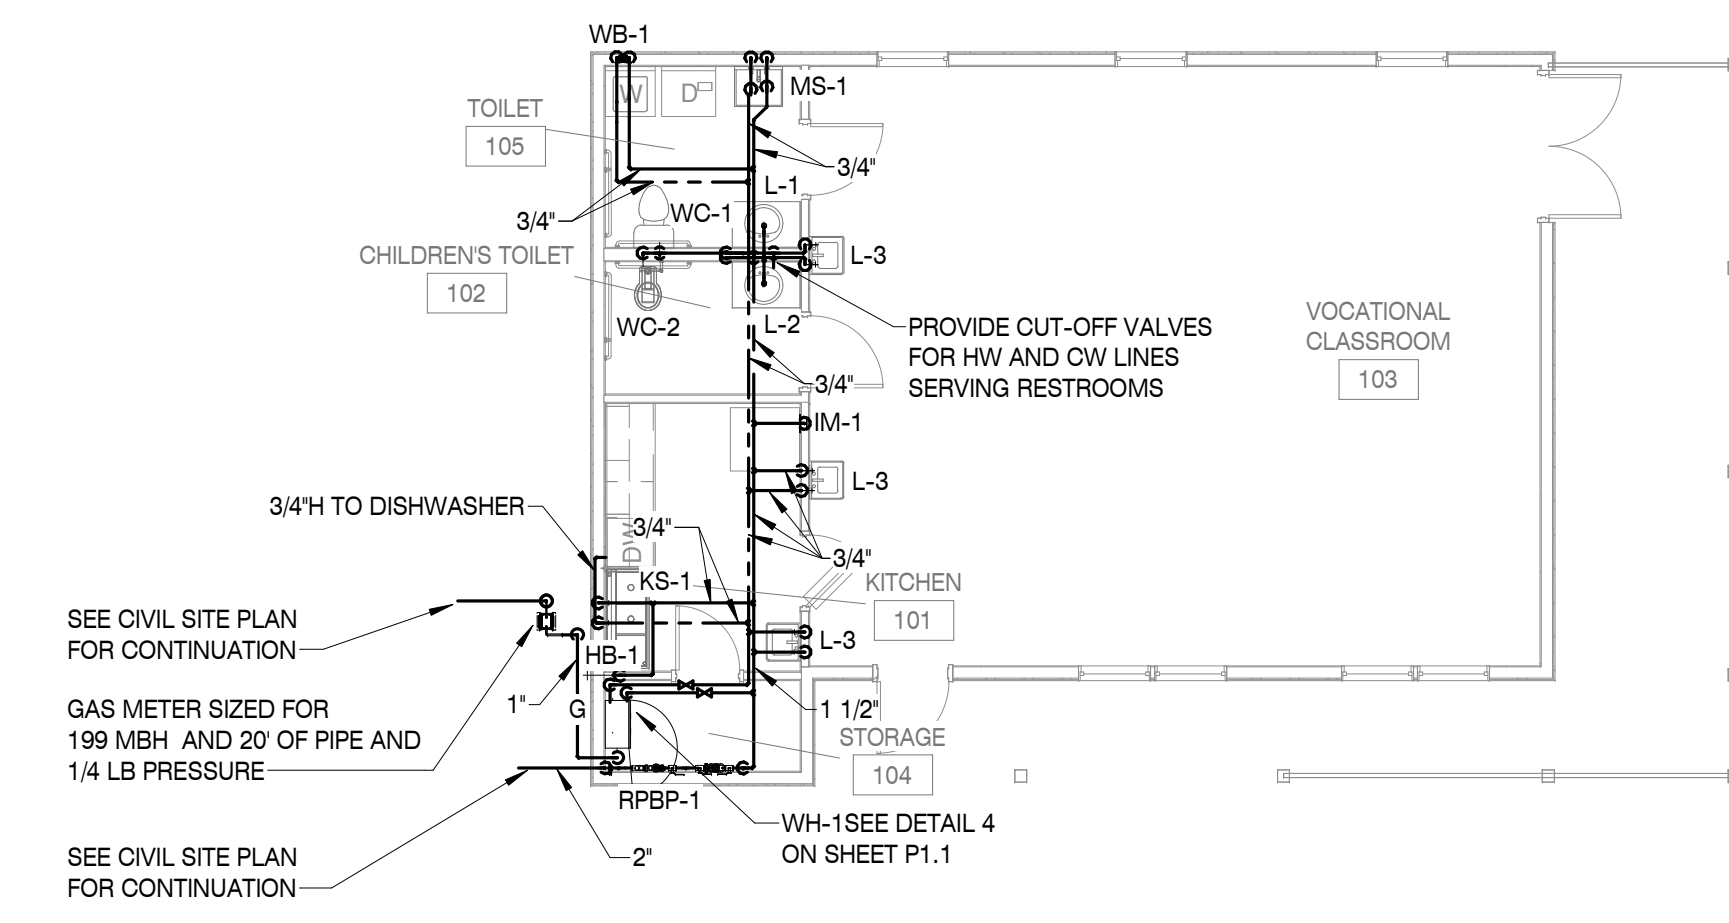 WB-1
MS-1
W
D
TOILET
105
3/4"
L-1
3/4"
WC-1
CHILDREN'S TOILET
102
L-3
WC-2
L-2
PROVIDE CUT-OFF VALVES
FOR HW AND CW LINES
SERVING RESTROOMS
VOCATIONAL
CLASSROOM
103
3/4"
IM-1
L-3
3/4"H TO DISHWASHER
3/4"
DW
3/4"
KS-1
KITCHEN
101
SEE CIVIL SITE PLAN
FOR CONTINUATION
L-3
HB-1
1"
G
1 1/2"
GAS METER SIZED FOR
199 MBH AND 20' OF PIPE AND
1/4 LB PRESSURE
STORAGE
104
RPBP-1
WH-1SEE DETAIL 4
ON SHEET P1.1
2"
SEE CIVIL SITE PLAN
FOR CONTINUATION